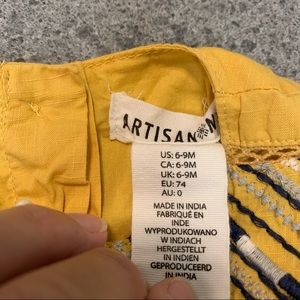 ARTISAN
US: 6-9M
CA: 6-9M
UK: 6-9M
EU: 74
AU: 0
MADE IN INDIA
FABRIQUÉ EN
INDE
WYPRODUKOWANO
W INDIACH
HERGESTELLT
IN INDIEN
GEPRODUCEERD
IN INDIA